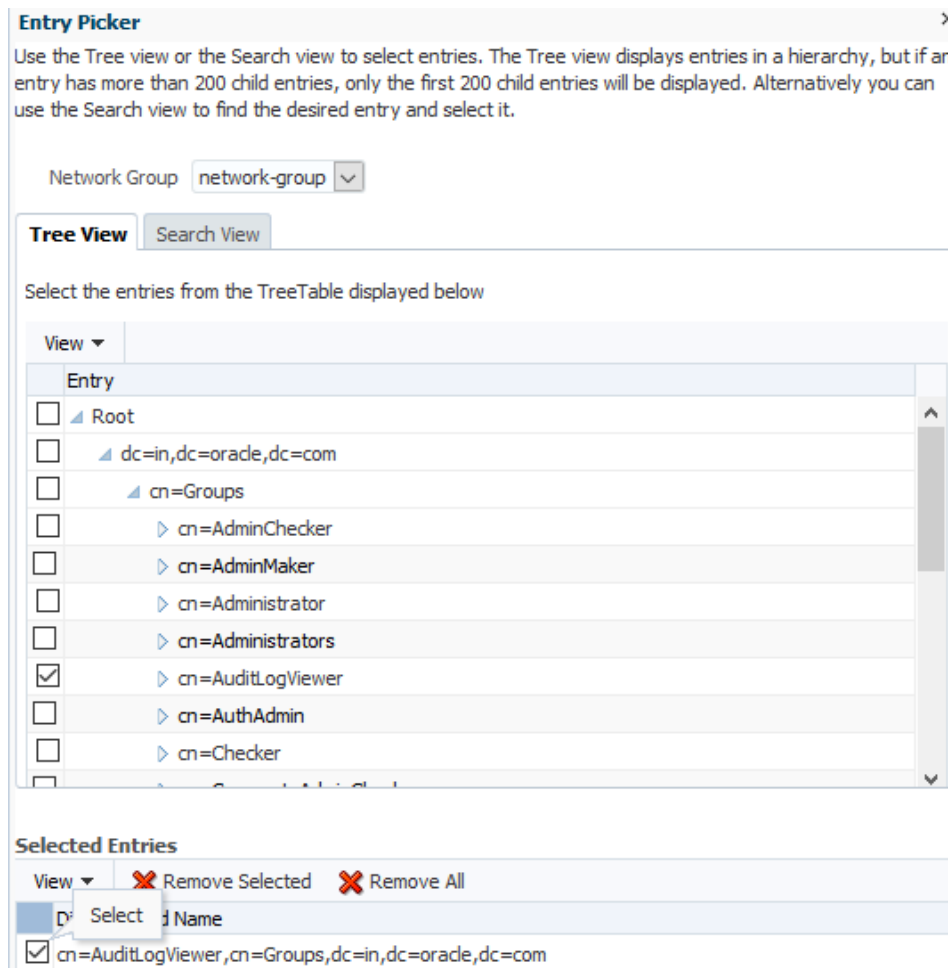 Entry Picker
Use the Tree view or the Search view to select entries. The Tree view displays entries in a hierarchy, but if
entry has more than 200 child entries, only the first 200 child entries will be displayed. Alternatively you can
use the Search view to find the desired entry and select it.
Network Group network-group
Tree View Search View
Select the entries from the TreeTable displayed below
View
Entry
Root
dc=in,dc=oracle,dc=com
cn=Groups
cn=AdminChecker
cn=AdminMaker
cn=Administrator
cn=Administrators
cn=AuditLogViewer
cn=AuthAdmin
cn=Checker
Selected Entries
View Remove Selected Remove All
Select
Name
cn=AuditLogViewer,cn=Groups,dc=in,dc=oracle,dc=com